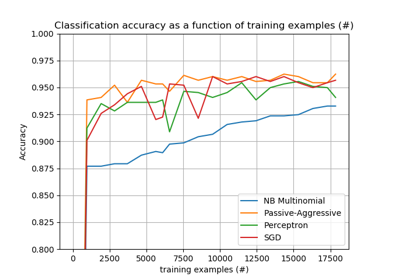 Classification accuracy as a function of training examples (#)
1.000
0.975
0.950
0.925
0.900
0.875
0.850
0.825
0.800
Accuracy
NB Multinomial
Passive-Aggressive
Perceptron
SGD
0 2500 5000 7500 10000 12500 15000 17500
training examples (#)